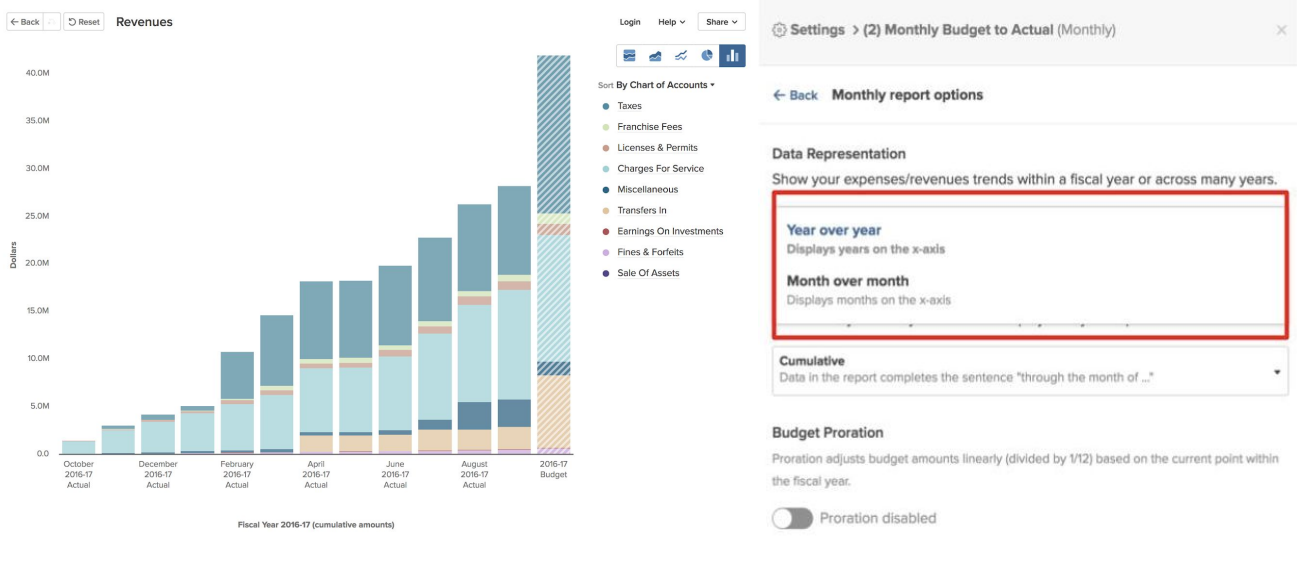 Back
Reset
Revenues
Login
Help
Share
Sort By Chart of Accounts
Taxes
Franchise Fees
Licenses & Permits
Charges For Service
Miscellaneous
Transfers In
Earnings On Investments
Fines & Forfeits
Sale Of Assets
Dollars
40.0M
35.0M
30.0M
25.0M
20.0M
15.0M
10.0M
5.0M
0.0
October
2016-17
Actual
December
2016-17
Actual
February
2016-17
Actual
April
2016-17
Actual
June
2016-17
Actual
August
2016-17
Actual
2016-17
Budget
Fiscal Year 2016-17 (cumulative amounts)
Settings > (2) Monthly Budget to Actual (Monthly)
Back Monthly report options
Data Representation
Show your expenses/revenues trends within a fiscal year or across many years.
Year over year
Displays years on the x-axis
Month over month
Displays months on the x-axis
Cumulative
Data in the report completes the sentence "through the month of ..."
Budget Proration
Proration adjusts budget amounts linearly (divided by 1/12) based on the current point within
the fiscal year.
Proration disabled